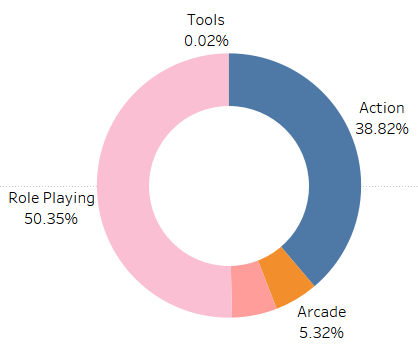 Tools
0.02%
Action
38.82%
Role Playing
50.35%
Arcade
5.32%